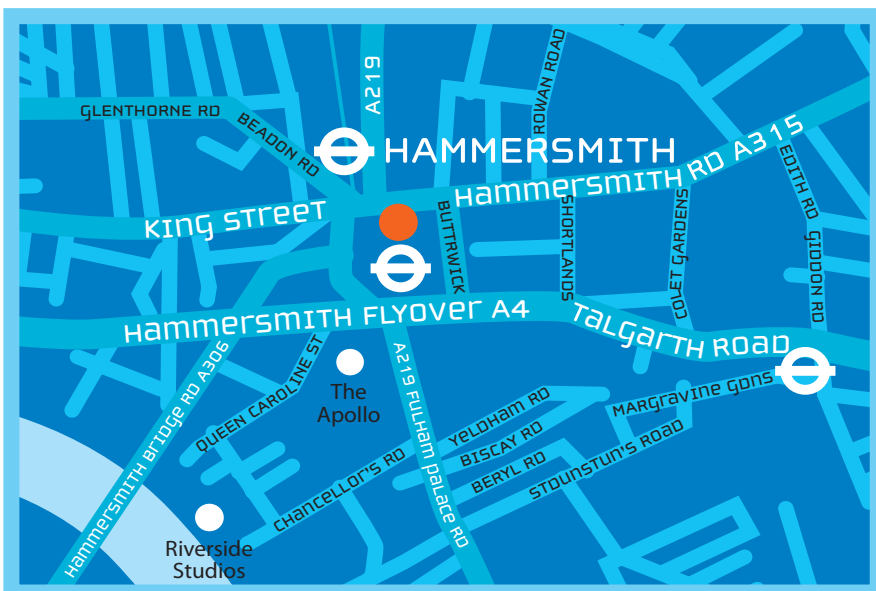 A219
ROWAN ROAD
GLENTHORNE RD
BEADON RD
HAMMERSMITH
HAMMERSMITH RD A315
EDITH RD
KING STREET
BUTTRWICK
SHORTLANDS
COLET GARDENS
GIDDON RD
HAMMERSMITH FLYOVER A4
TALGARTH ROAD
HAMMERSMITH BRIDGE RD A306
QUEEN CAROLINE ST
The
Apollo
A219 FULHAM PALACE RD
MARGRAVINE GDNS
YELDHAM RD
BISCAY RD
BERYL RD
STDUNSTUN'S ROAD
CHANCELLOR'S RD
Riverside
Studios